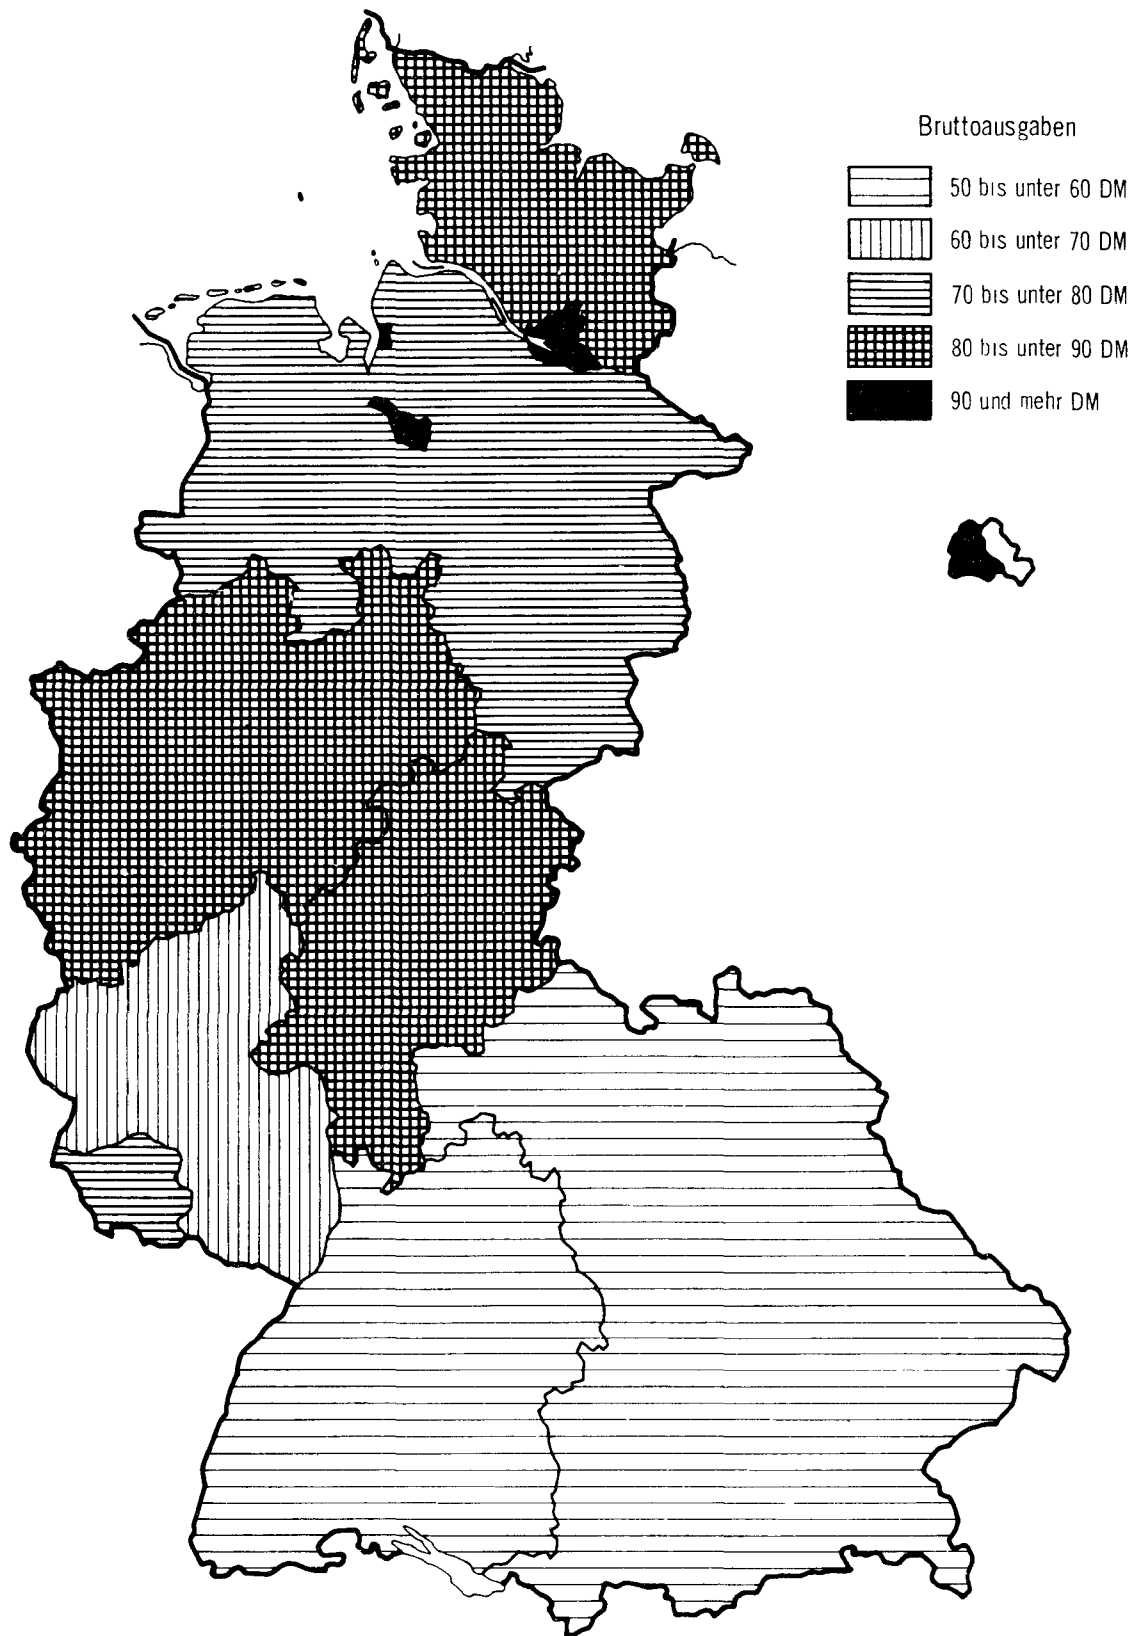 Bruttoausgaben
50 bis unter 60 DM
60 bis unter 70 DM
70 bis unter 80 DM
80 bis unter 90 DM
90 und mehr DM